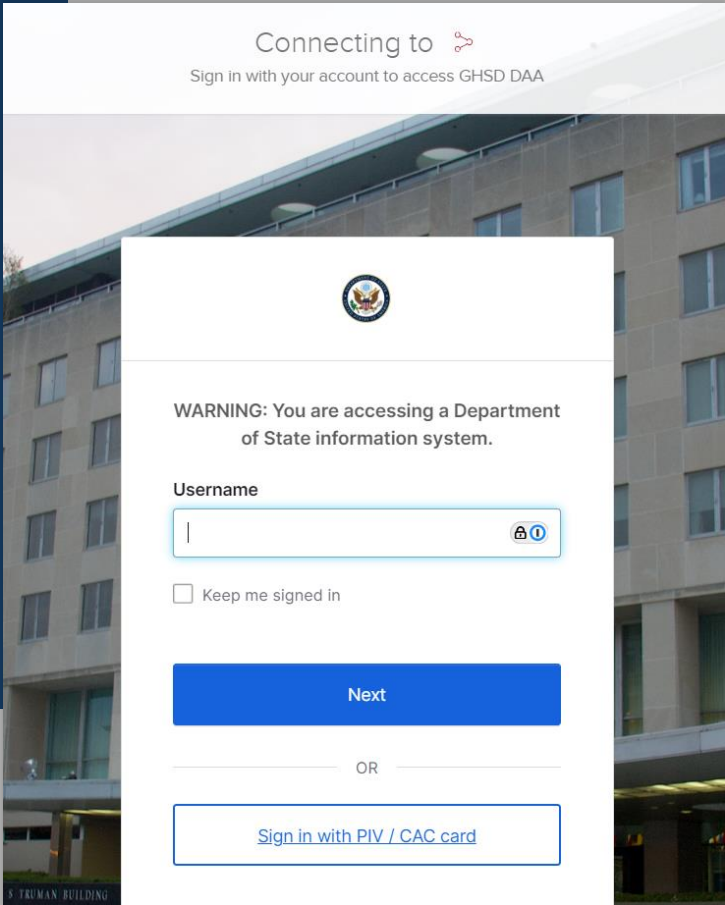 Connecting to
Sign in with your account to access GHSD DAA
WARNING: You are accessing a Department
of State information system.
Username
Keep me signed in
Next
OR
Sign in with PIV / CAC card
S TRUMAN BUILDING